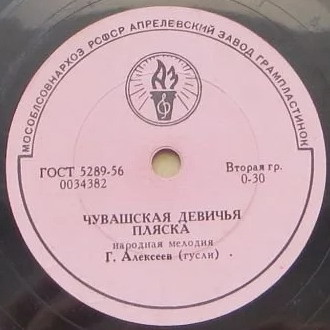 МОСОБЛСОВНАРХОЗ РСФСР АПРЕЛЕВСКИЙ ЗАВОД ГРАМПЛАСТИНОК
АЗ
ГОСТ 5289-56
0034382
Вторая гр.
0-30
ЧУВАШСКАЯ ДЕВИЧЬЯ
ПЛЯСКА
народная мелодия
Г. Алексеев (гусли)